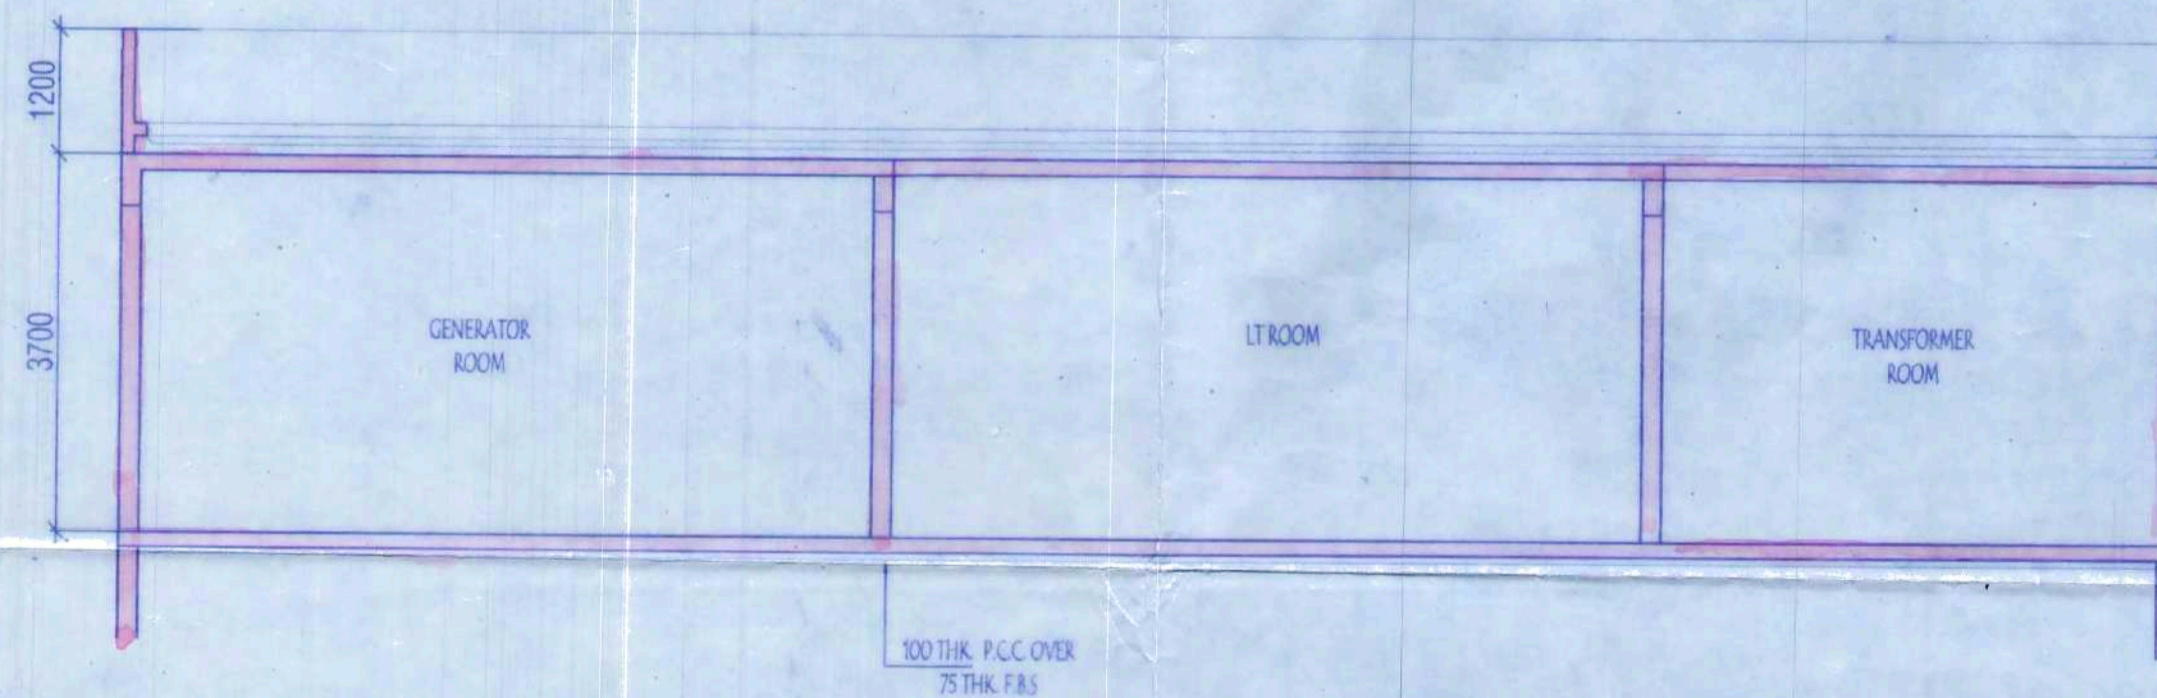 1200
3700
GENERATOR
ROOM
LT ROOM
TRANSFORMER
ROOM
100 THK. P.C.C OVER
75 THK. F.B.S